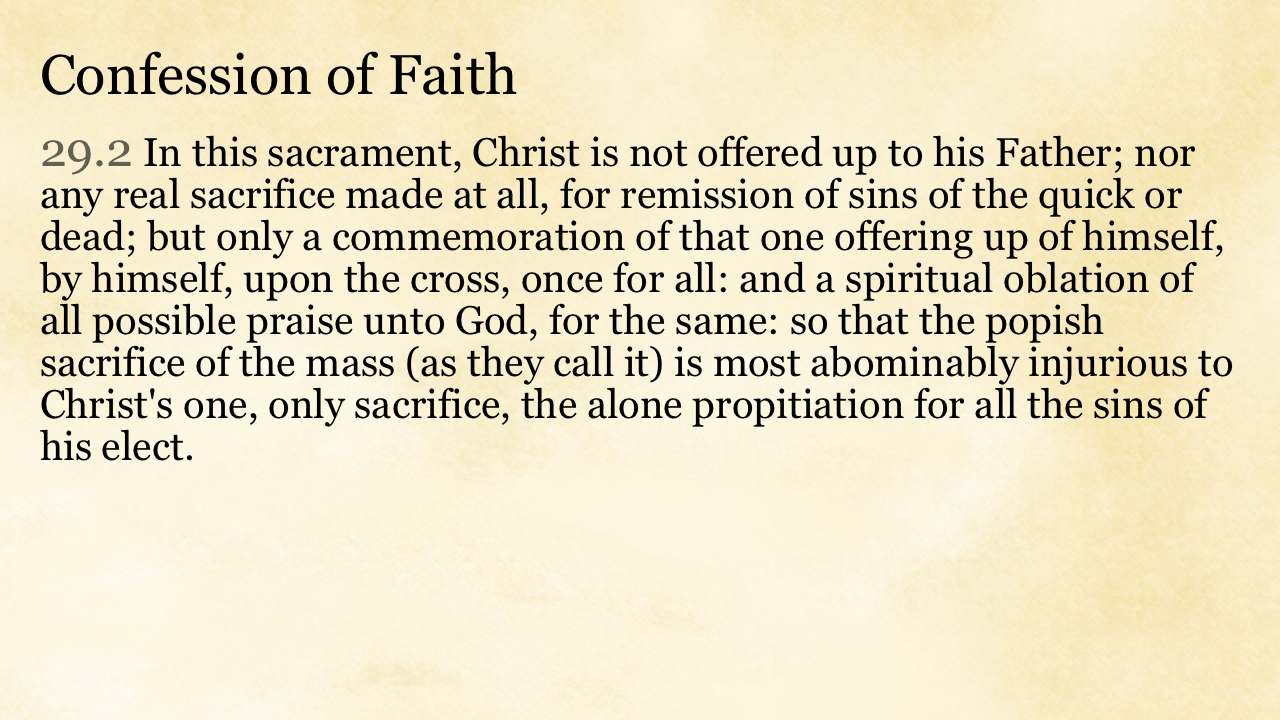 Confession of Faith
29.2 In this sacrament, Christ is not offered up to his Father; nor
any real sacrifice made at all, for remission of sins of the quick or
dead; but only a commemoration of that one offering up of himself,
by himself, upon the cross, once for all: and a spiritual oblation of
all possible praise unto God, for the same: so that the popish
sacrifice of the mass (as they call it) is most abominably injurious to
Christ's one, only sacrifice, the alone propitiation for all the sins of
his elect.